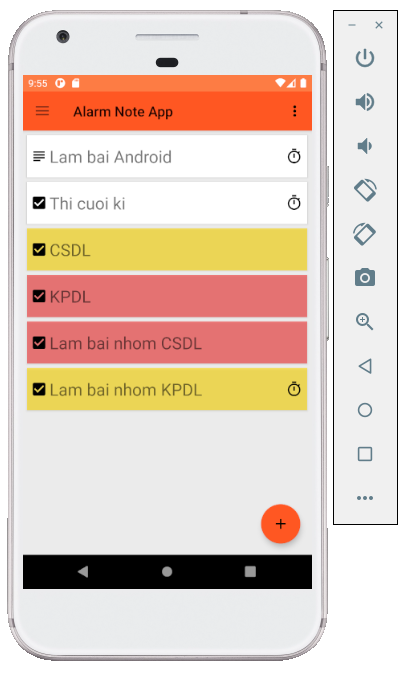 9:55
Alarm Note App
Lam bai Android
Thi cuoi ki
CSDL
KPDL
Lam bai nhom CSDL
Lam bai nhom KPDL